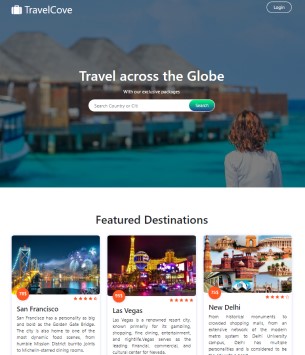 TravelCove
Login
Travel across the Globe
With our exclusive packages
Search Country or City
Search
Featured Destinations
San Francisco
San Francisco has a personality as big
and bold as the Golden Gate Bridge.
The city is also home to one of the
most dynamic food scenes, from
humble Mission District burrito joints
to Michelin-starred dining rooms.
Las Vegas
Las Vegas is a renowned resort city,
known primarily for its gambling,
shopping, fine dining, entertainment,
and nightlife.Vegas serves as the
leading financial, commercial, and
cultural center for Nevada.
New Delhi
From historical monuments to
crowded shopping malls, from an
extensive network of the modern
matrix system to Delhi University
Campus, Delhi has multiple
personalities and is considered to be